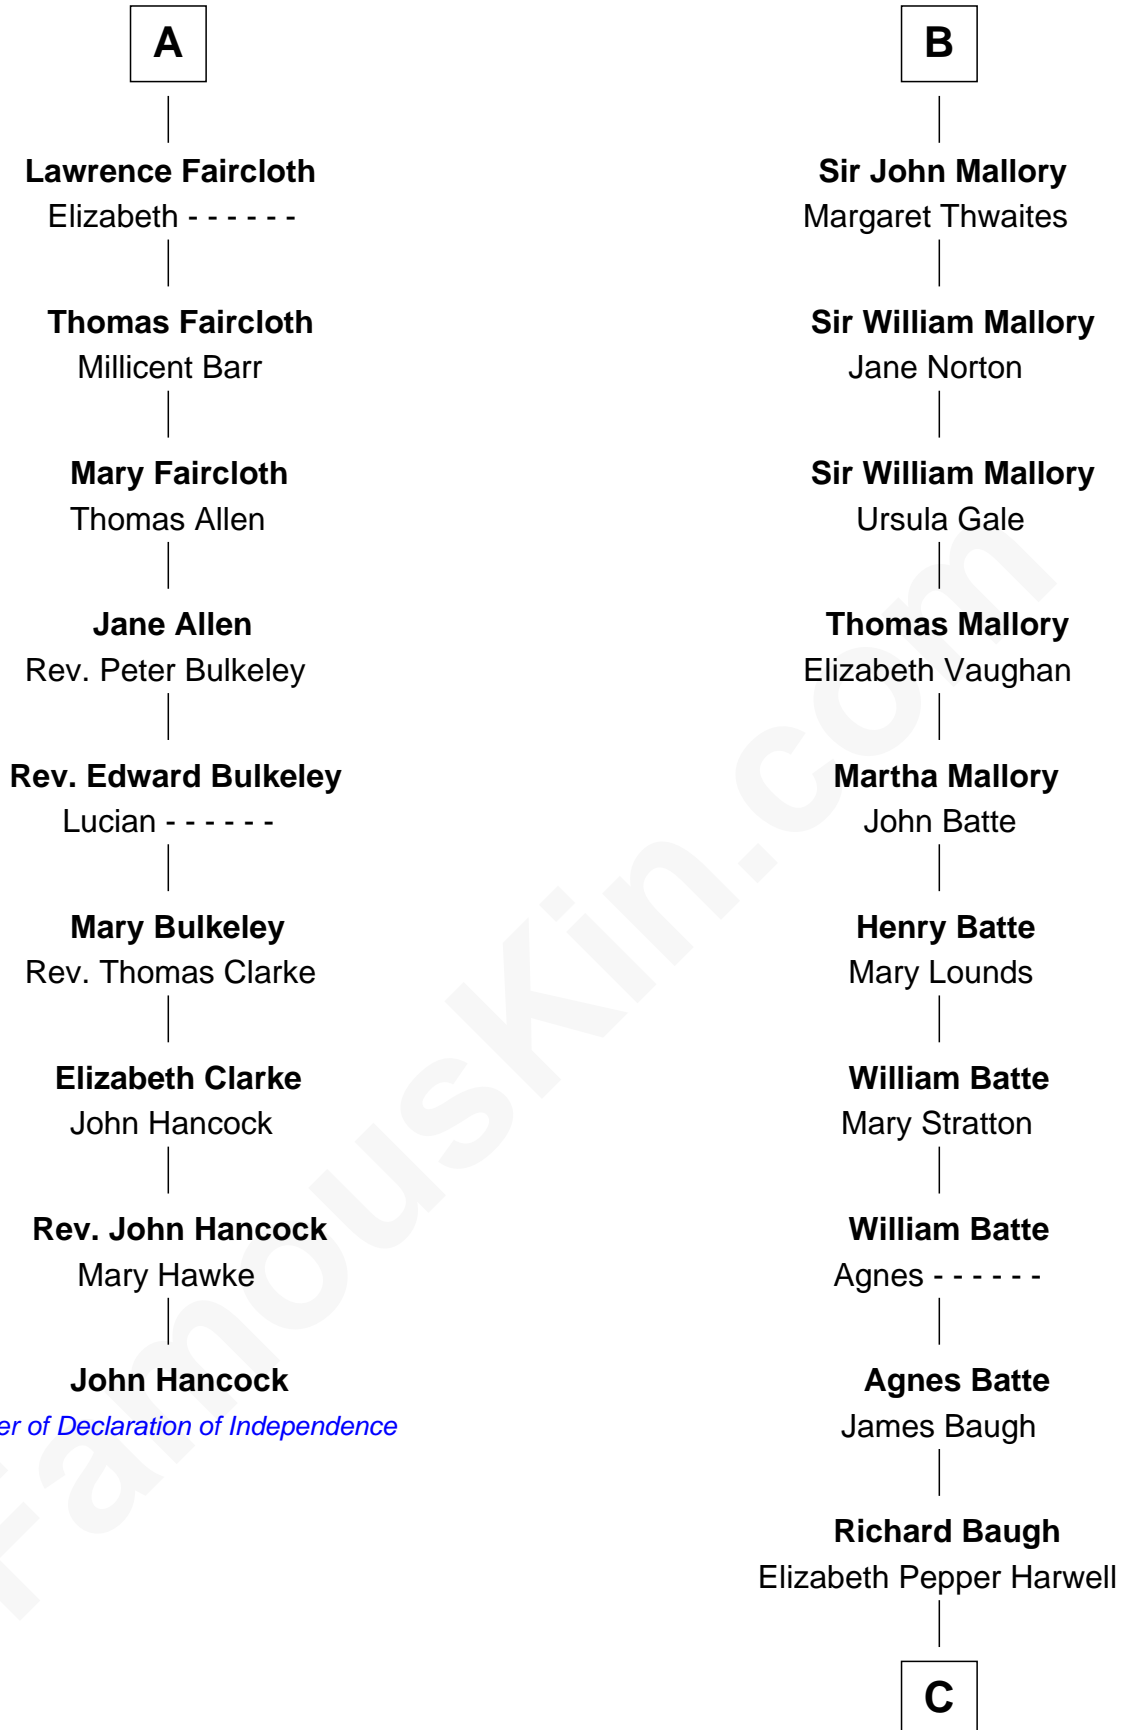 A
Lawrence Faircloth
Elizabeth - - - - - -
Thomas Faircloth
Millicent Barr
Mary Faircloth
Thomas Allen
Jane Allen
Rev. Peter Bulkeley
Rev. Edward Bulkeley
Lucian - - - - - -
Mary Bulkeley
Rev. Thomas Clarke
Elizabeth Clarke
John Hancock
Rev. John Hancock
Mary Hawke
John Hancock
er of Declaration of Independence
B
Sir John Mallory
Margaret Thwaites
Sir William Mallory
Jane Norton
Sir William Mallory
Ursula Gale
Thomas Mallory
Elizabeth Vaughan
Martha Mallory
John Batte
Henry Batte
Mary Lounds
William Batte
Mary Stratton
William Batte
Agnes - - - - - -
Agnes Batte
James Baugh
Richard Baugh
Elizabeth Pepper Harwell
C
FamousKin.com